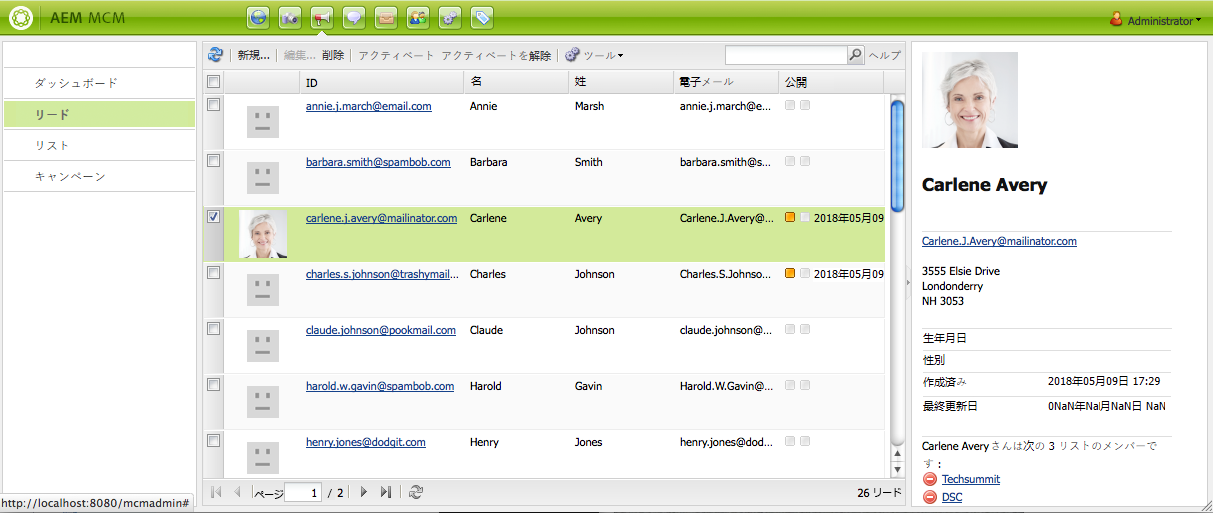 AEM MCM
Administrator
ダッシュボード
リード
リスト
キャンペーン
新規... 編集... 削除 アクティベート アクティベートを解除 ツール ヘルプ
ID 名 姓 電子メール 公開
annie.j.march@email.com Annie Marsh annie.j.march@e...
barbara.smith@spambob.com Barbara Smith barbara.smith@s...
carlene.j.avery@mailinator.com Carlene Avery Carlene.J.Avery@... 2018年05月09
charles.s.johnson@trashymail... Charles Johnson Charles.S.Johnso... 2018年05月09
claude.johnson@pookmail.com Claude Johnson claude.johnson@...
harold.w.gavin@spambob.com Harold Gavin Harold.W.Gavin@...
henry.jones@dodgit.com Henry Jones henry.jones@dod...
ページ 1 / 2 26 リード
http://localhost:8080/mcmadmin#
Carlene Avery
Carlene.J.Avery@mailinator.com
3555 Elsie Drive
Londonderry
NH 3053
生年月日
性別
作成済み 2018年05月09日 17:29
最終更新日 0NaN年NaN月NaN日 NaN
Carlene Avery さんは次の 3 リストのメンバーで
す :
Techsummit
DSC